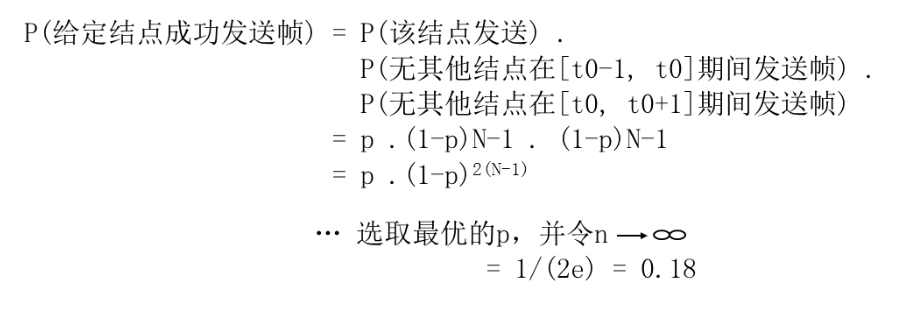 P(给定结点成功发送帧) = P(该结点发送) .
P(无其他结点在[t0-1, t0]期间发送帧) .
P(无其他结点在[t0, t0+1]期间发送帧)
= p .(1-p)N-1 . (1-p)N-1
= p .(1-p)²⁽ᴺ⁻¹⁾
… 选取最优的p，并令n →∞
= 1/(2e) = 0.18